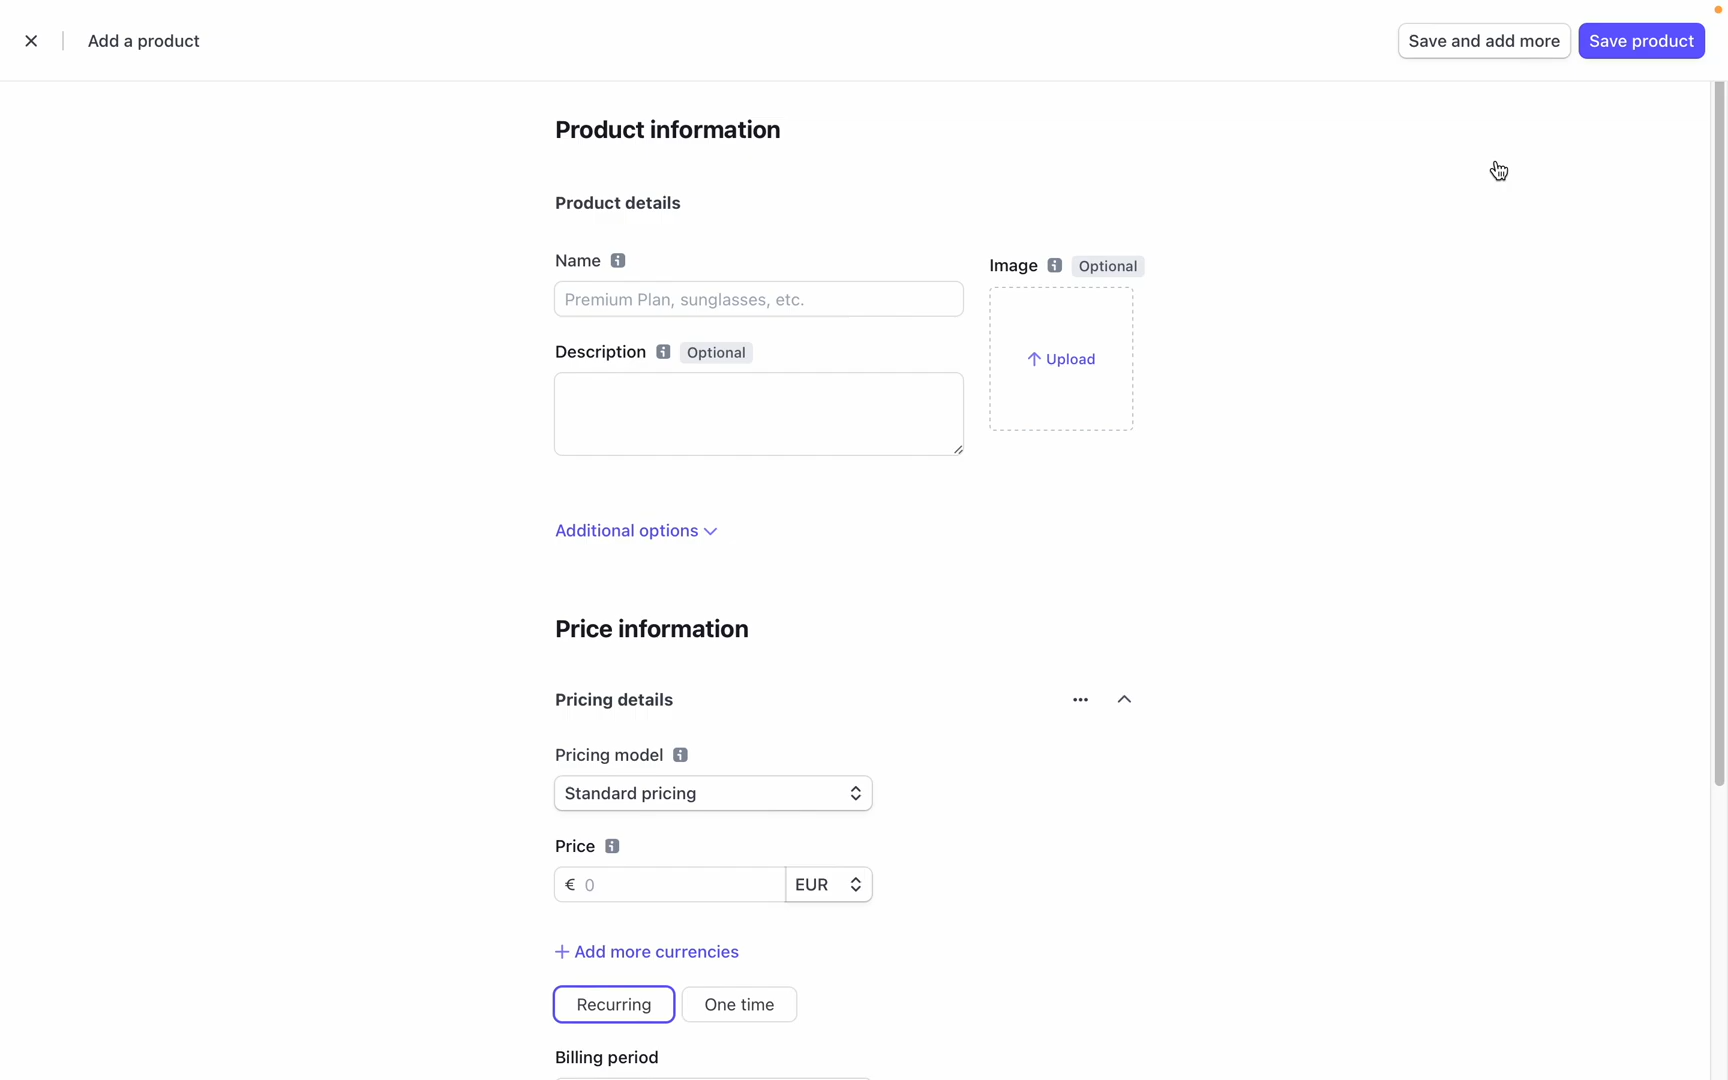 Add a product
Save and add more
Save product
Product information
Product details
Name
Premium Plan, sunglasses, etc.
Image
Optional
Upload
Description
Optional
Additional options
Price information
Pricing details
Pricing model
Standard pricing
Price
€ 0
EUR
+ Add more currencies
Recurring
One time
Billing period